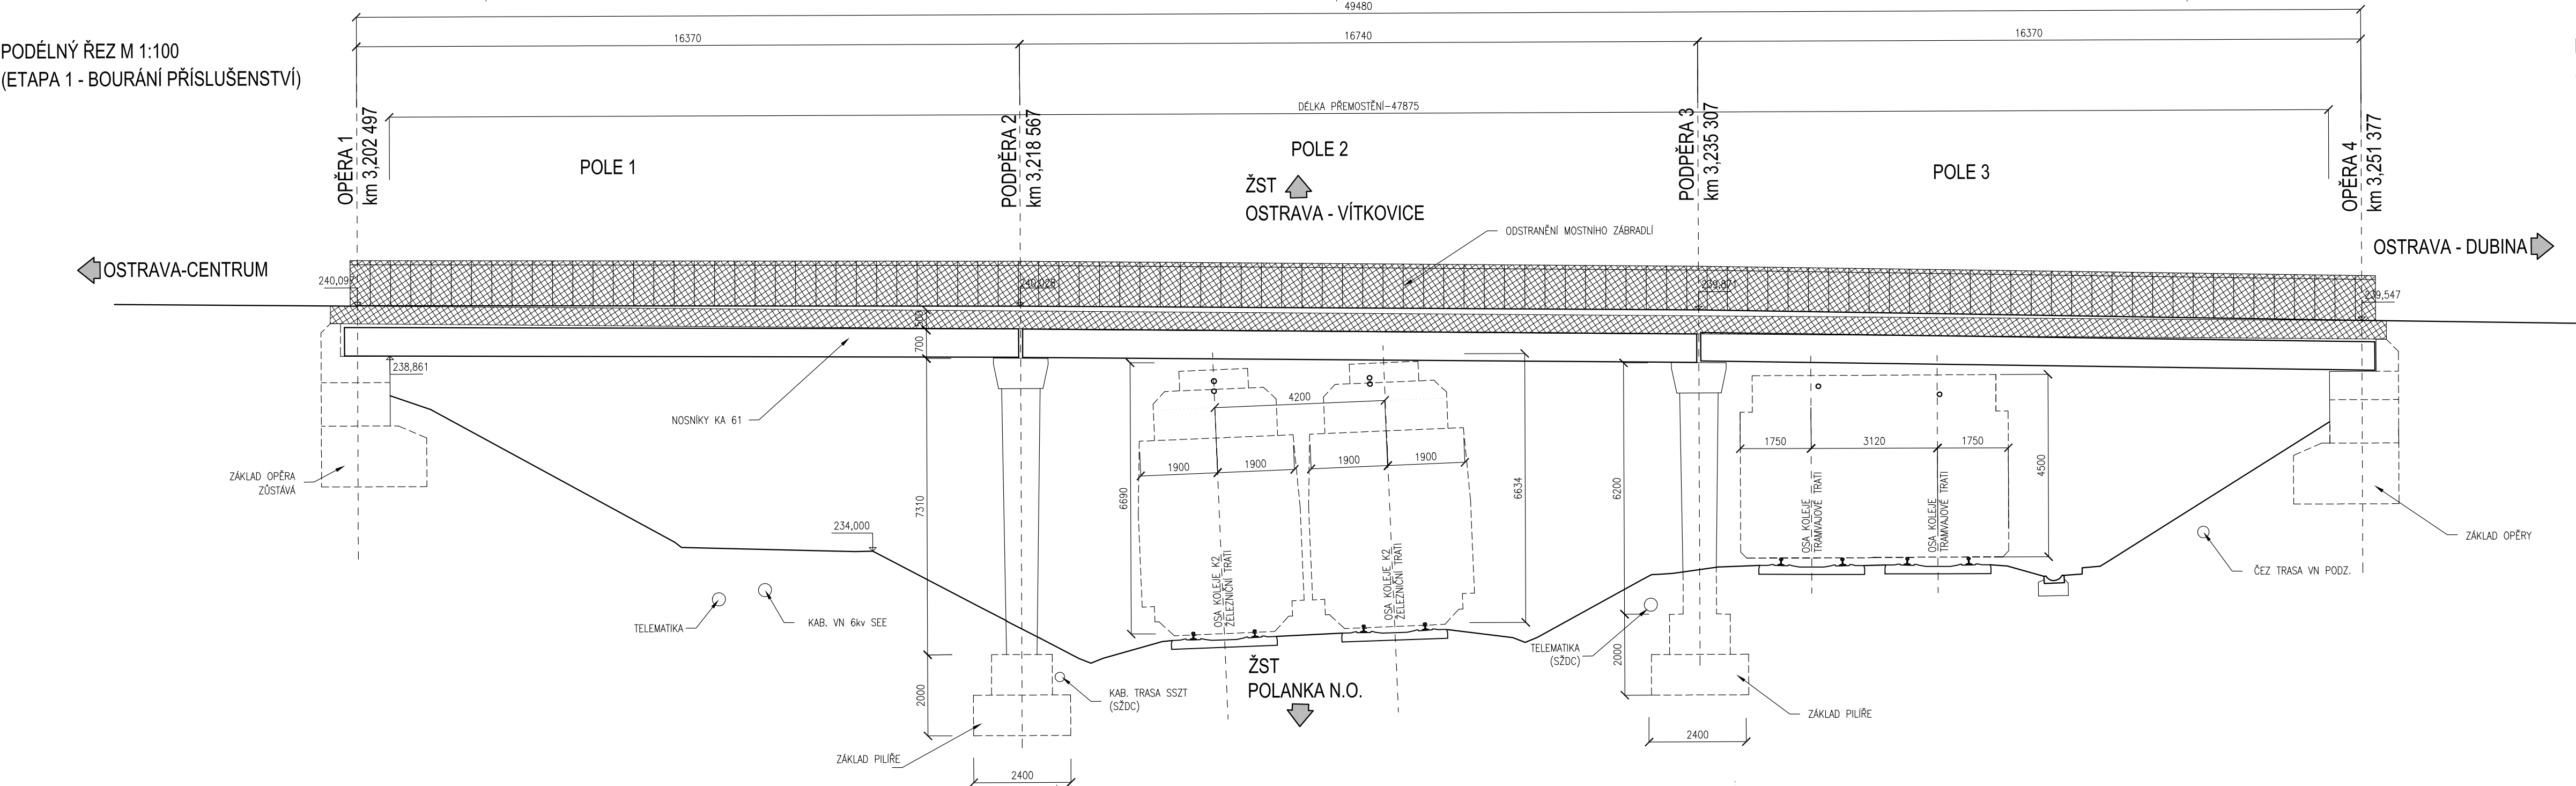 PODÉLNÝ ŘEZ M 1:100
(ETAPA 1 - BOURÁNÍ PŘÍSLUŠENSTVÍ)
49480
16370
16740
16370
DÉLKA PŘEMOSTĚNÍ-47875
OPĚRA 1
km 3,202 497
PODPĚRA 2
km 3,218 567
PODPĚRA 3
km 3,235 307
OPĚRA 4
km 3,251 377
POLE 1
POLE 2
POLE 3
ŽST
OSTRAVA - VÍTKOVICE
ODSTRANĚNÍ MOSTNÍHO ZÁBRADLÍ
OSTRAVA-CENTRUM
OSTRAVA - DUBINA
240,097
240,028
239,871
239,547
700
238,861
NOSNÍKY KA 61
ZÁKLAD OPĚRA
ZŮSTÁVÁ
234,000
7310
2000
TELEMATIKA
KAB. VN 6kv SEE
KAB. TRASA SSZT
(SŽDC)
ZÁKLAD PILÍŘE
2400
6690
4200
1900
1900
1900
1900
6634
OSA KOLEJE K2
ŽELEZNIČNÍ TRATI
OSA KOLEJE K2
ŽELEZNIČNÍ TRATI
ŽST
POLANKA N.O.
6200
2000
TELEMATIKA
(SŽDC)
2400
ZÁKLAD PILÍŘE
1750
3120
1750
4500
OSA KOLEJE
TRAMVAJOVÉ TRATI
OSA KOLEJE
TRAMVAJOVÉ TRATI
ZÁKLAD OPĚRY
ČEZ TRASA VN PODZ.